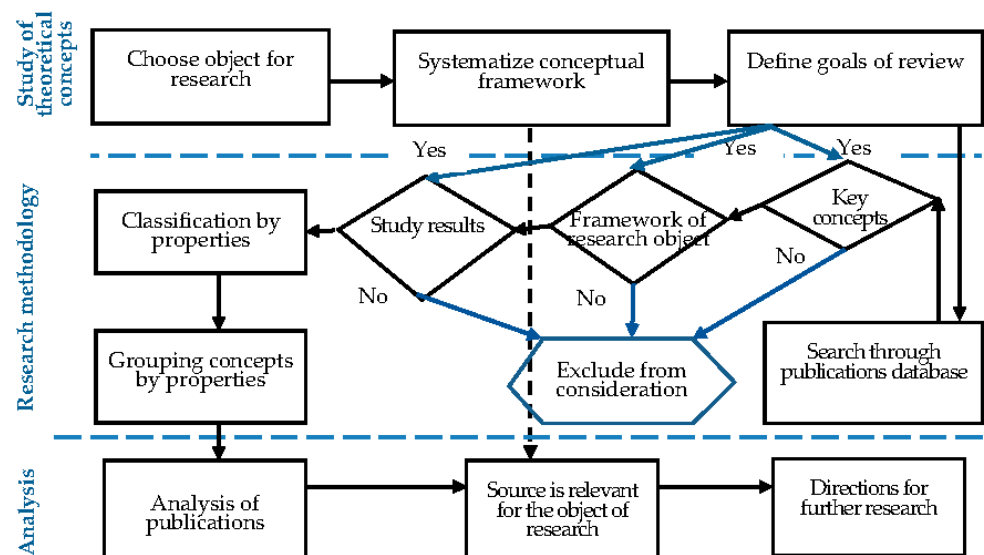 Study of
theoretical
concepts
Choose object for
research
Systematize conceptual
framework
Define goals of review
Yes
Yes
Yes
Research methodology
Classification by
properties
Study results
Framework of
research object
Key
concepts
No
No
No
Grouping concepts
by properties
Exclude from
consideration
Search through
publications database
Analysis
Analysis of
publications
Source is relevant
for the object of
research
Directions for
further research